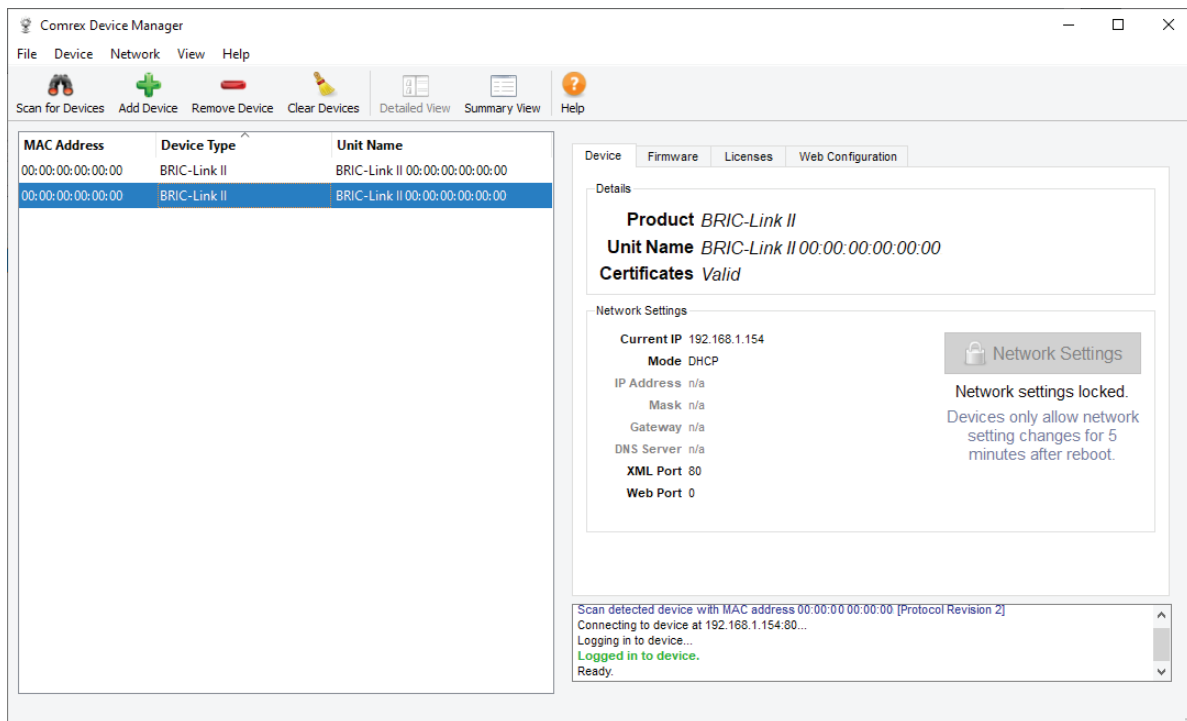 Comrex Device Manager
File Device Network View Help
Scan for Devices Add Device Remove Device Clear Devices Detailed View Summary View Help
MAC Address Device Type Unit Name
00:00:00:00:00:00 BRIC-Link II BRIC-Link II 00:00:00:00:00:00
00:00:00:00:00:00 BRIC-Link II BRIC-Link II 00:00:00:00:00:00
Device Firmware Licenses Web Configuration
Details
Product BRIC-Link II
Unit Name BRIC-Link II 00:00:00:00:00:00
Certificates Valid
Network Settings
Current IP 192.168.1.154
Mode DHCP
IP Address n/a
Mask n/a
Gateway n/a
DNS Server n/a
XML Port 80
Web Port 0
Network Settings
Network settings locked.
Devices only allow network
setting changes for 5
minutes after reboot.
Scan detected device with MAC address 00:00:00 00:00:00 [Protocol Revision 2]
Connecting to device at 192.168.1.154:80...
Logging in to device...
Logged in to device.
Ready.